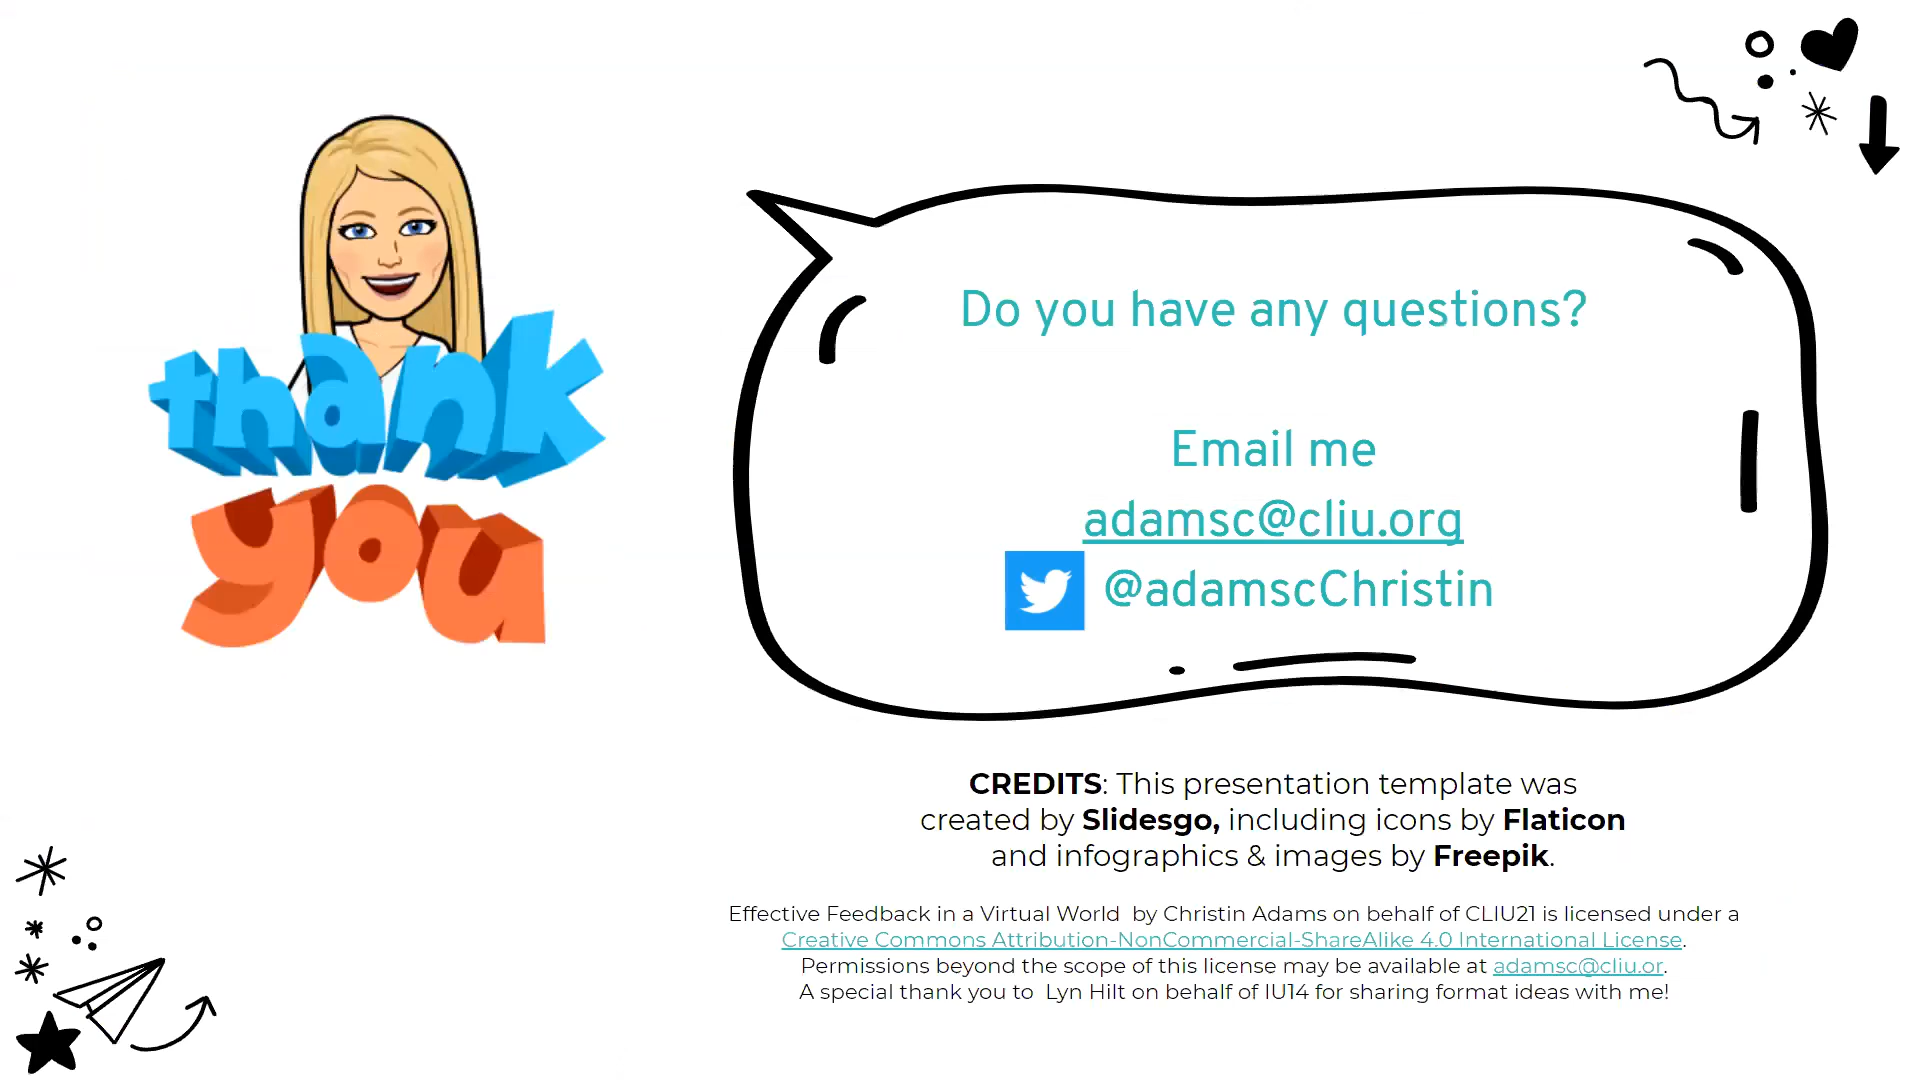 thank
you
Do you have any questions?
Email me
adamsc@cliu.org
@adamscChristin
CREDITS: This presentation template was
created by Slidesgo, including icons by Flaticon
and infographics & images by Freepik.
Effective Feedback in a Virtual World by Christin Adams on behalf of CLIU21 is licensed under a
Creative Commons Attribution-NonCommercial-ShareAlike 4.0 International License.
Permissions beyond the scope of this license may be available at adamsc@cliu.or.
A special thank you to Lyn Hilt on behalf of IU14 for sharing format ideas with me!